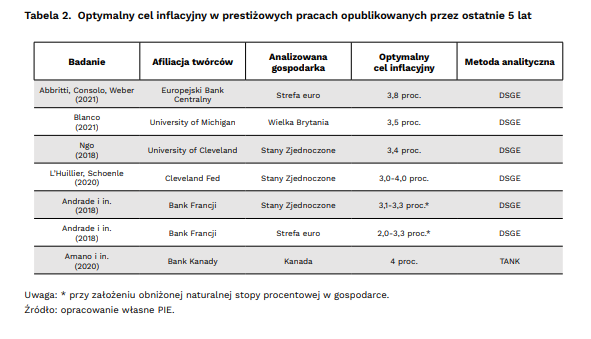 Tabela 2. Optymalny cel inflacyjny w prestiżowych pracach opublikowanych przez ostatnie 5 lat
Badanie Afiliacja twórców Analizowana gospodarka Optymalny cel inflacyjny Metoda analityczna
Abbritti, Consolo, Weber (2021) Europejski Bank Centralny Strefa euro 3,8 proc. DSGE
Blanco (2021) University of Michigan Wielka Brytania 3,5 proc. DSGE
Ngo (2018) University of Cleveland Stany Zjednoczone 3,4 proc. DSGE
L'Huillier, Schoenle (2020) Cleveland Fed Stany Zjednoczone 3,0-4,0 proc. DSGE
Andrade i in. (2018) Bank Francji Stany Zjednoczone 3,1-3,3 proc.* DSGE
Andrade i in. (2018) Bank Francji Strefa euro 2,0-3,3 proc.* DSGE
Amano i in. (2020) Bank Kanady Kanada 4 proc. TANK
Uwaga: * przy założeniu obniżonej naturalnej stopy procentowej w gospodarce.
Źródło: opracowanie własne PIE.